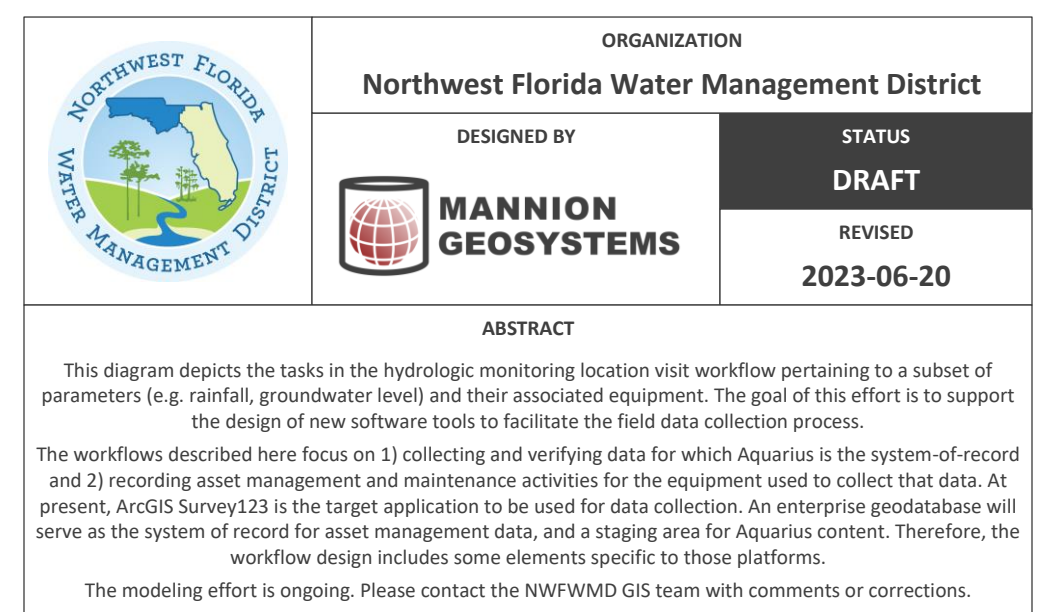 NORTHWEST FLORIDA
WATER MANAGEMENT DISTRICT
ORGANIZATION
Northwest Florida Water Management District
DESIGNED BY
MANNION
GEOSYSTEMS
STATUS
DRAFT
REVISED
2023-06-20
ABSTRACT
This diagram depicts the tasks in the hydrologic monitoring location visit workflow pertaining to a subset of
parameters (e.g. rainfall, groundwater level) and their associated equipment. The goal of this effort is to support
the design of new software tools to facilitate the field data collection process.
The workflows described here focus on 1) collecting and verifying data for which Aquarius is the system-of-record
and 2) recording asset management and maintenance activities for the equipment used to collect that data. At
present, ArcGIS Survey123 is the target application to be used for data collection. An enterprise geodatabase will
serve as the system of record for asset management data, and a staging area for Aquarius content. Therefore, the
workflow design includes some elements specific to those platforms.
The modeling effort is ongoing. Please contact the NWFWMD GIS team with comments or corrections.